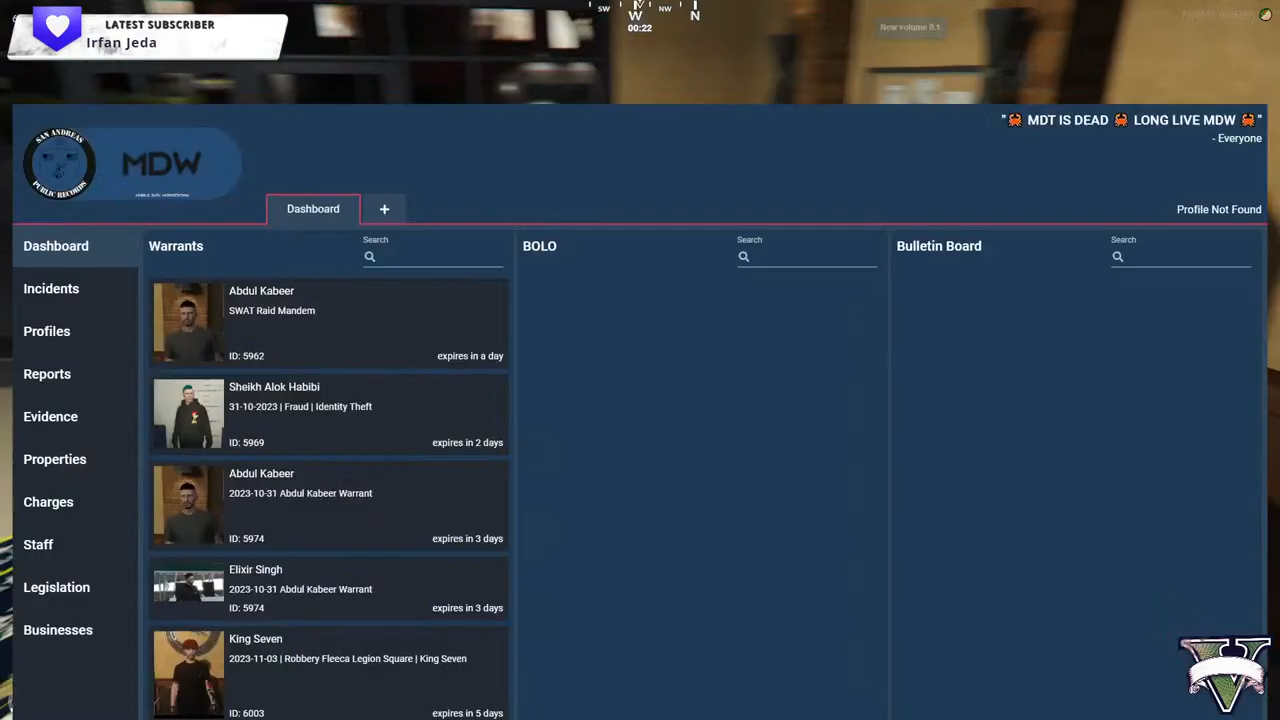 LATEST SUBSCRIBER
Irfan Jeda
SW
W
NW
N
00:22
New volume 0.1
"🦀 MDT IS DEAD 🦀 LONG LIVE MDW 🦀"
- Everyone
SAN ANDREAS
PUBLIC RECORDS
MDW
MOBILE DATA WORKSTATION
Dashboard
+
Profile Not Found
Dashboard
Incidents
Profiles
Reports
Evidence
Properties
Charges
Staff
Legislation
Businesses
Warrants
Search
Abdul Kabeer
SWAT Raid Mandem
ID: 5962
expires in a day
Sheikh Alok Habibi
31-10-2023 | Fraud | Identity Theft
ID: 5969
expires in 2 days
Abdul Kabeer
2023-10-31 Abdul Kabeer Warrant
ID: 5974
expires in 3 days
Elixir Singh
2023-10-31 Abdul Kabeer Warrant
ID: 5974
expires in 3 days
King Seven
2023-11-03 | Robbery Fleeca Legion Square | King Seven
ID: 6003
expires in 5 days
BOLO
Search
Bulletin Board
Search
V